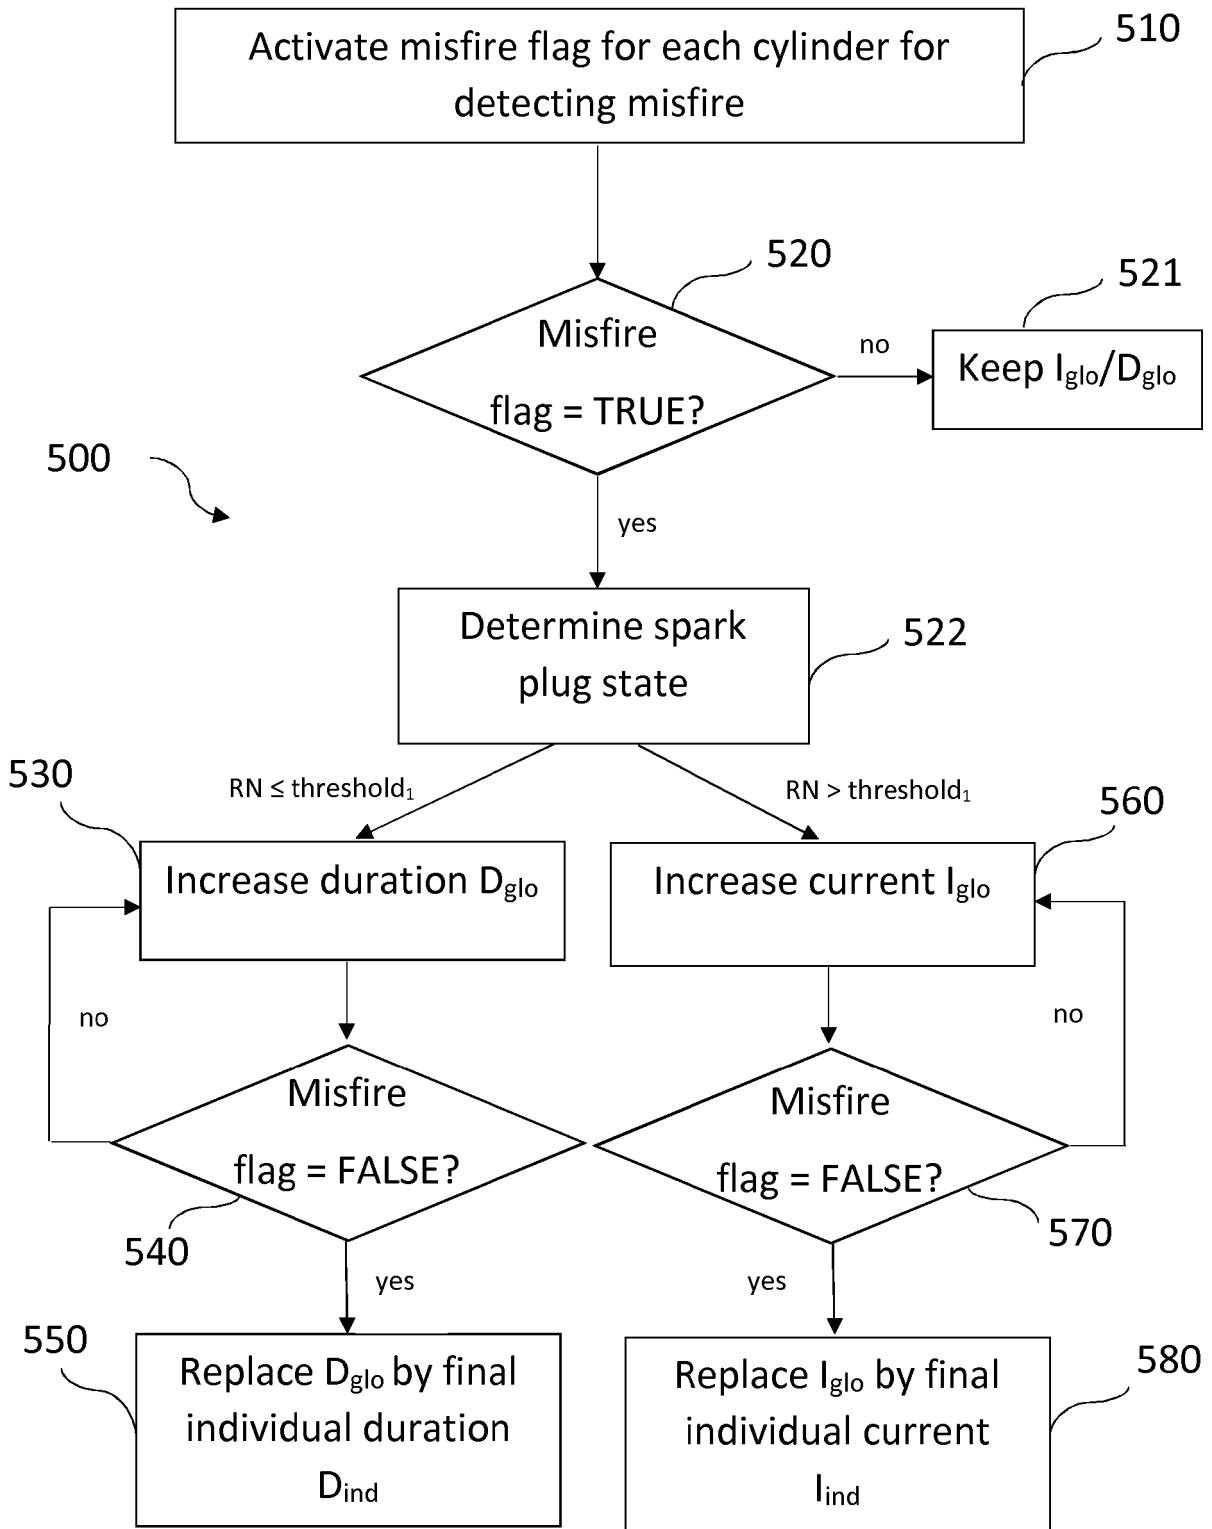 Activate misfire flag for each cylinder for
detecting misfire
510
520
Misfire
flag = TRUE?
no
521
Keep Iglo/Dglo
500
yes
Determine spark
plug state
522
530
RN ≤ threshold₁
RN > threshold₁
560
Increase duration Dglo
Increase current Iglo
no
no
Misfire
flag = FALSE?
Misfire
flag = FALSE?
540
570
yes
yes
550
Replace Dglo by final
individual duration
Dind
Replace Iglo by final
individual current
Iind
580